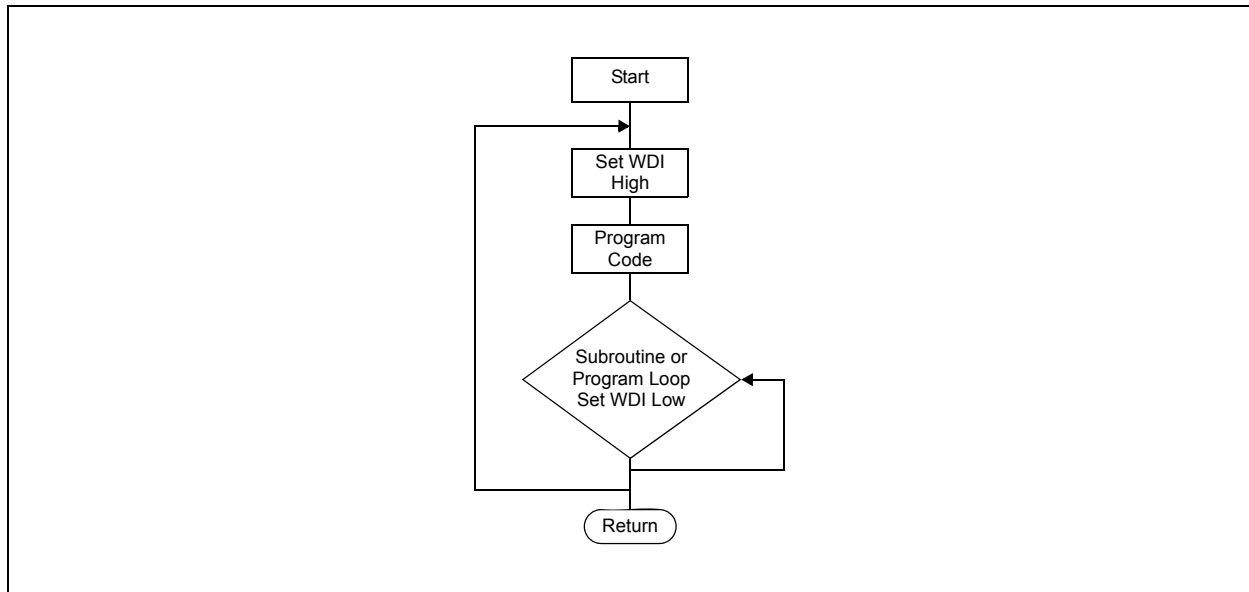 Start
Set WDI
High
Program
Code
Subroutine or
Program Loop
Set WDI Low
Return